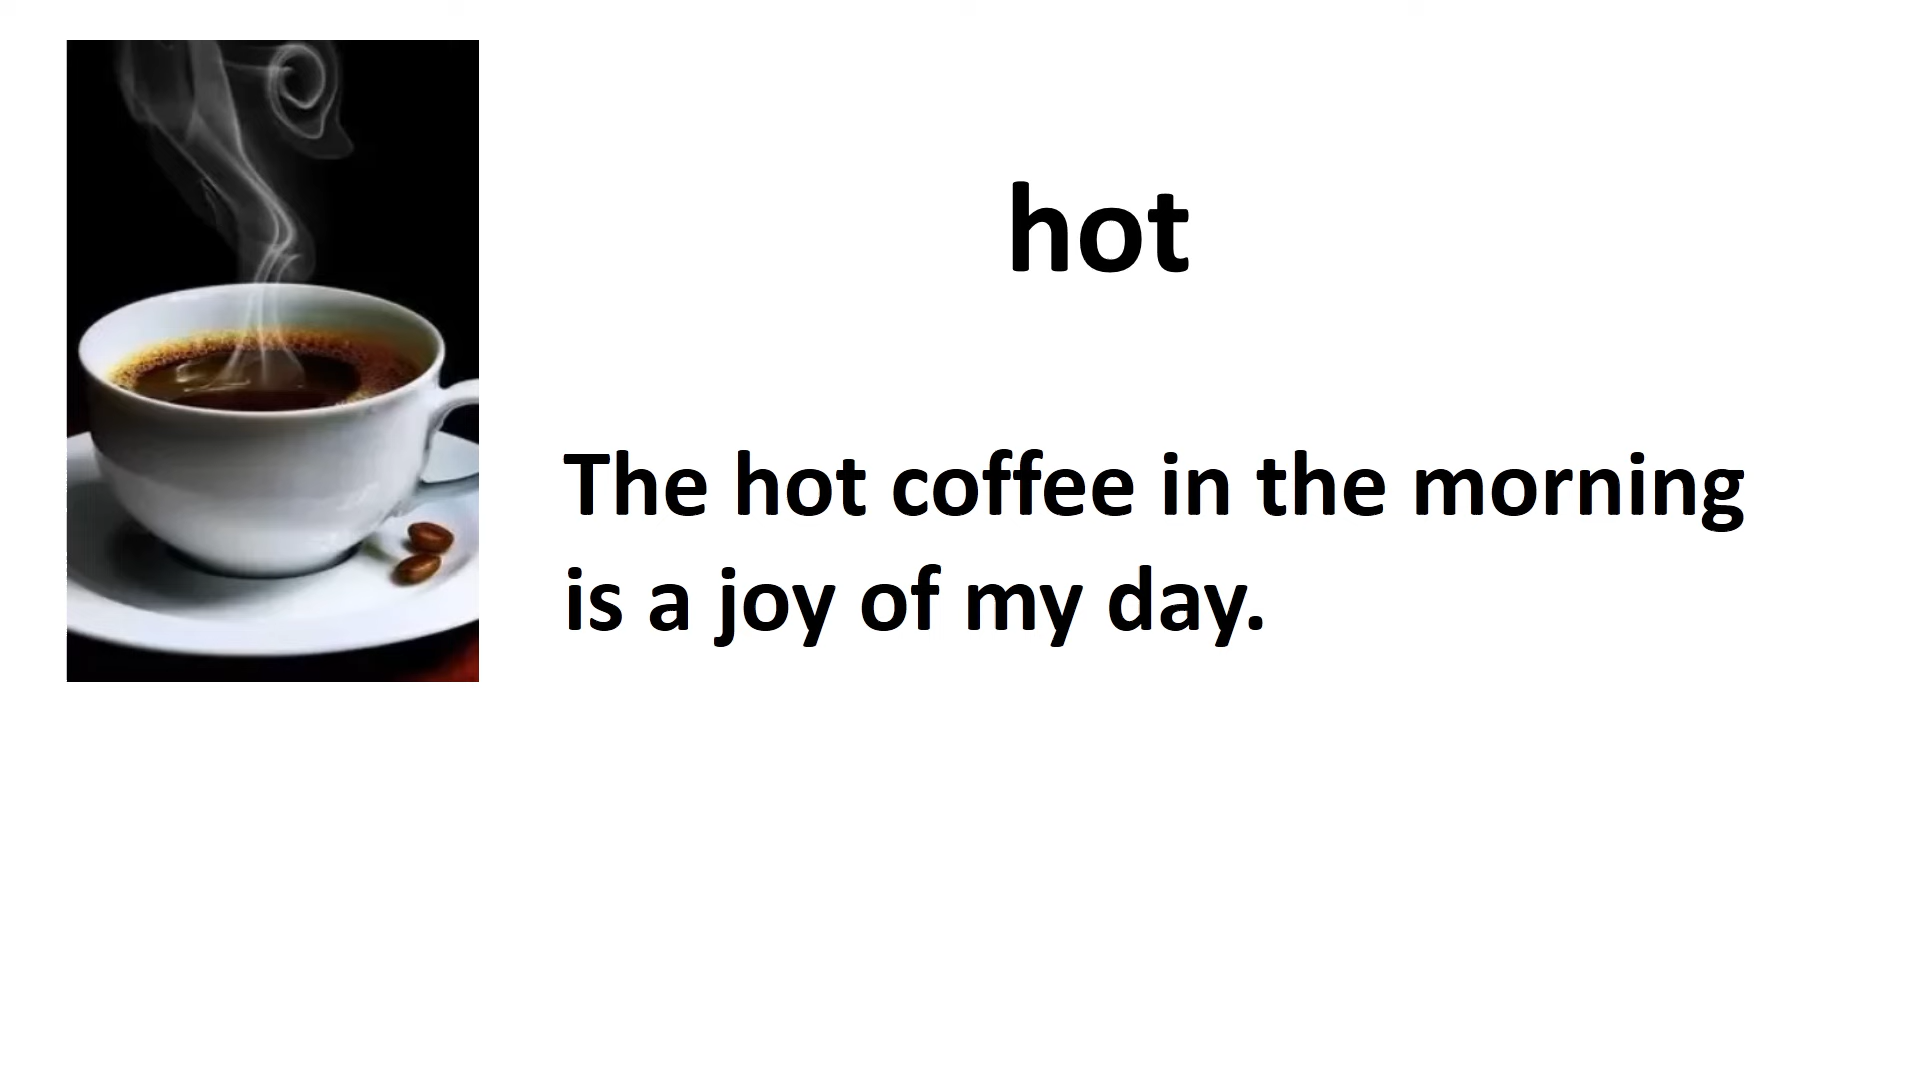 hot
The hot coffee in the morning
is a joy of my day.